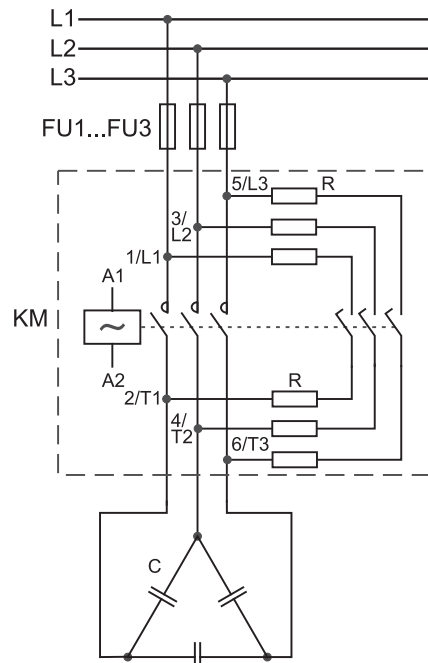 L1
L2
L3
FU1...FU3
5/L3
R
3/
L2
1/L1
A1
KM
~
A2
R
2/T1
4/
T2
6/T3
C